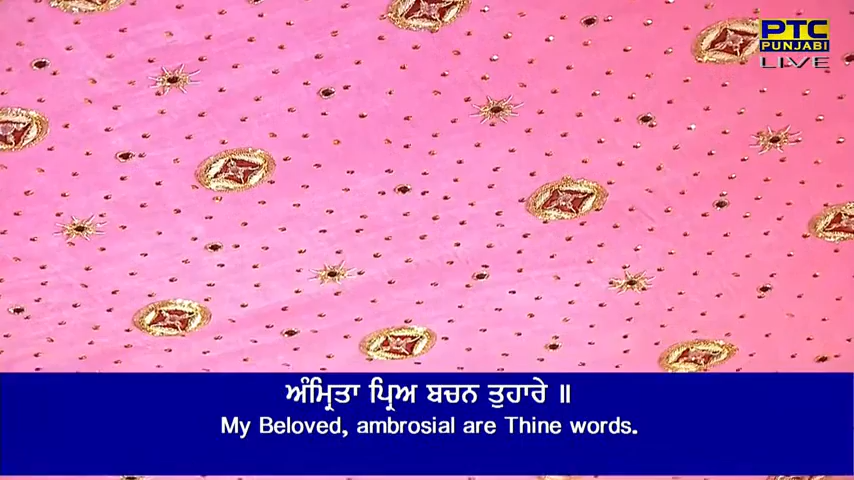 PTC
PUNJABI
LIVE
ਅੰਮ੍ਰਿਤਾ ਪ੍ਰਿਅ ਬਚਨ ਤੁਹਾਰੇ ॥
My Beloved, ambrosial are Thine words.